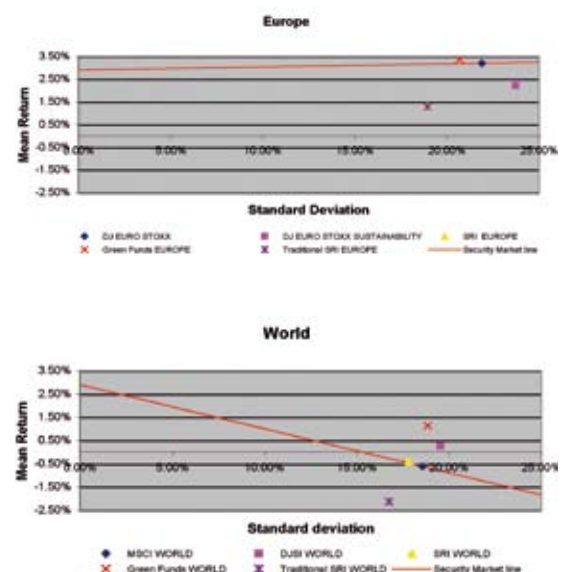 Europe
3.50%
2.50%
1.50%
0.50%
-0.50%
-1.50%
-2.50%
0.00% 5.00% 10.00% 15.00% 20.00% 25.00%
Mean Return
Standard Deviation
DJ EURO STOXX DJ EURO STOXX SUSTAINABILITY SRI EUROPE
Green Funds EUROPE Traditional SRI EUROPE Security Market line
World
3.50%
2.50%
1.50%
0.50%
-0.50%
-1.50%
-2.50%
0.00% 5.00% 10.00% 15.00% 20.00% 25.00%
Mean Return
Standard deviation
MSCI WORLD DJSI WORLD SRI WORLD
Green Funds WORLD Traditional SRI WORLD Security Market line